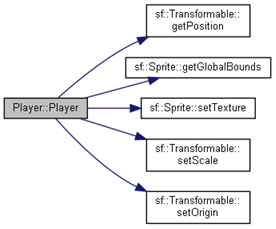 sf::Transformable::
getPosition
sf::Sprite::getGlobalBounds
Player::Player
sf::Sprite::setTexture
sf::Transformable::
setScale
sf::Transformable::
setOrigin